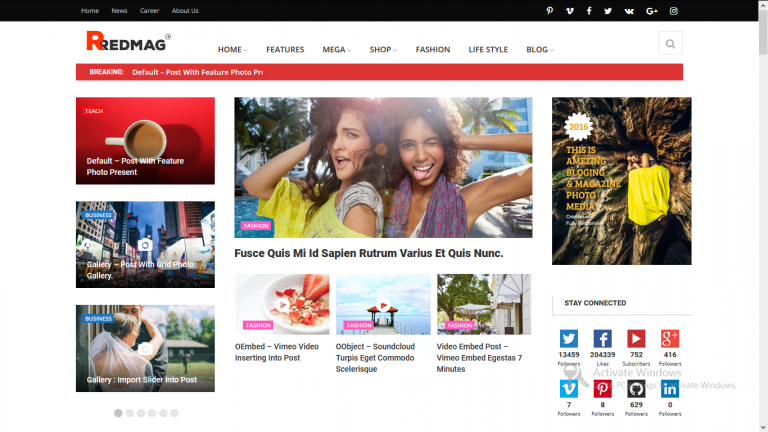 Home News Career About Us
REDMAG
HOME FEATURES MEGA SHOP FASHION LIFE STYLE BLOG
BREAKING: Default – Post With Feature Photo Pre
TEACH
Default – Post With Feature
Photo Present
BUSINESS
Gallery – Post With Grid Photo
Gallery.
BUSINESS
Gallery : Import Slider Into Post
FASHION
Fusce Quis Mi Id Sapien Rutrum Varius Et Quis Nunc.
FASHION
OEmbed – Vimeo Video
Inserting Into Post
FASHION
OObject – Soundcloud
Turpis Eget Commodo
Scelerisque
FASHION
Video Embed Post –
Vimeo Embed Egestas 7
Minutes
2016
THIS IS
AMEZING
BLOGING
& MAGAZINE
PHOTO
MEDIA
Fully Responsive
STAY CONNECTED
13459 204339 752 416
Followers Likes Subscribers Followers
Activate Windows
PC settings to activate Windows.
7 8 629 0
Followers Followers Followers Followers